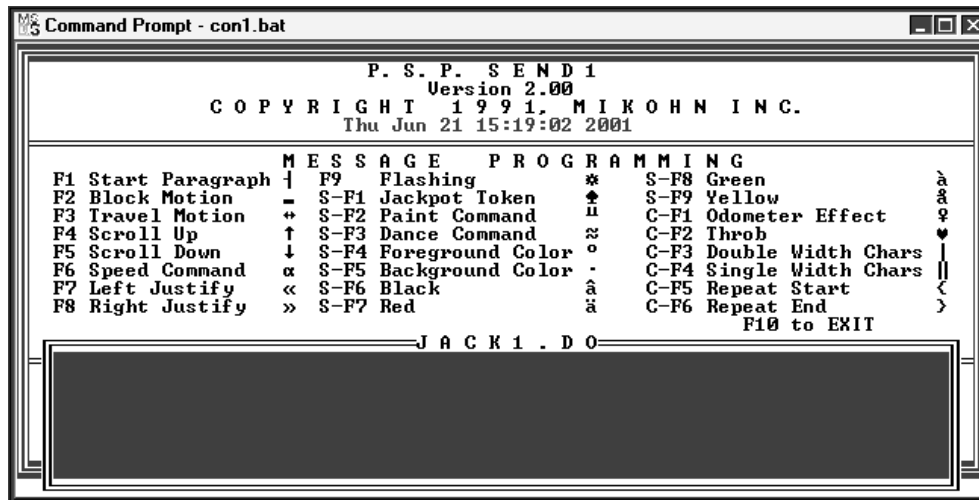 Command Prompt - con1.bat
P. S. P. S E N D 1
Version 2.00
C O P Y R I G H T 1 9 9 1, M I K O H N I N C.
Thu Jun 21 15:19:02 2001
M E S S A G E P R O G R A M M I N G
F1 Start Paragraph ┤ F9 Flashing ☼ S-F8 Green à
F2 Block Motion ▬ S-F1 Jackpot Token ♠ S-F9 Yellow å
F3 Travel Motion ↔ S-F2 Paint Command ╨ C-F1 Odometer Effect ♀
F4 Scroll Up ↑ S-F3 Dance Command ≈ C-F2 Throb ♥
F5 Scroll Down ↓ S-F4 Foreground Color ° C-F3 Double Width Chars |
F6 Speed Command α S-F5 Background Color · C-F4 Single Width Chars ||
F7 Left Justify « S-F6 Black â C-F5 Repeat Start <
F8 Right Justify » S-F7 Red ä C-F6 Repeat End >
F10 to EXIT
J A C K 1 . D O